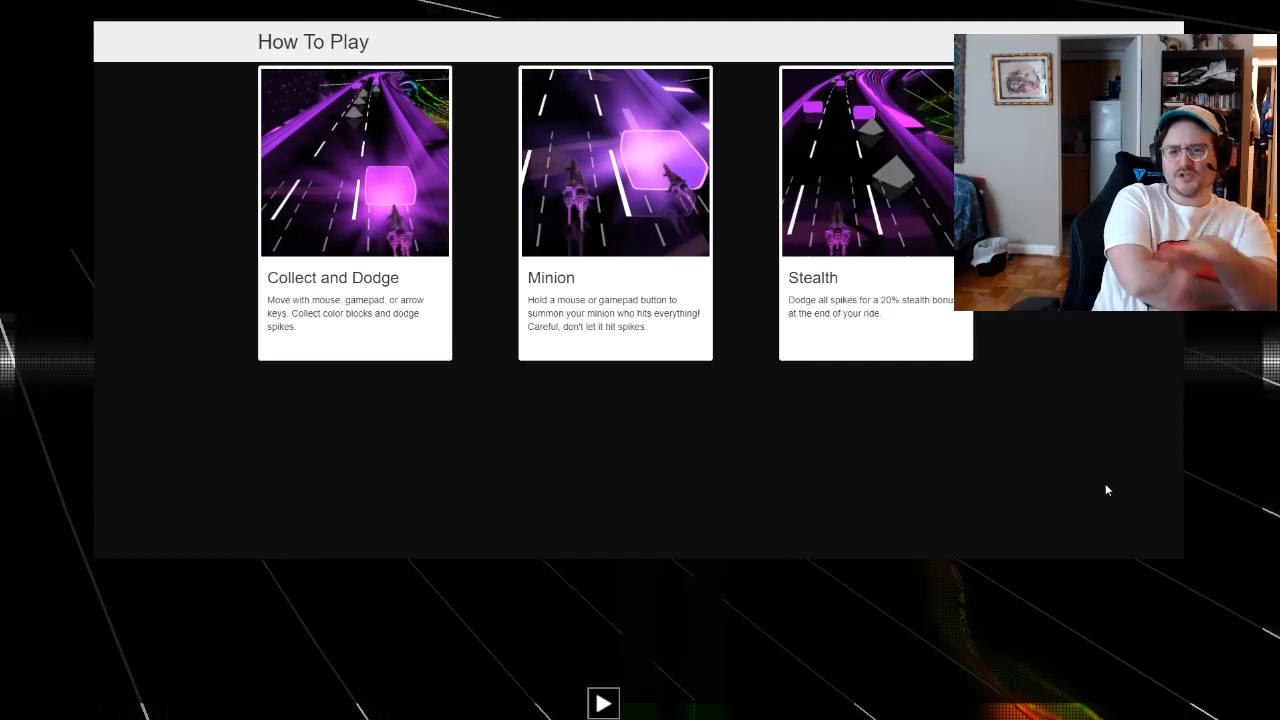 How To Play
Collect and Dodge
Move with mouse, gamepad, or arrow
keys. Collect color blocks and dodge
spikes.
Minion
Hold a mouse or gamepad button to
summon your minion who hits everything!
Careful, don't let it hit spikes.
Stealth
Dodge all spikes for a 20% stealth
at the end of your ride.